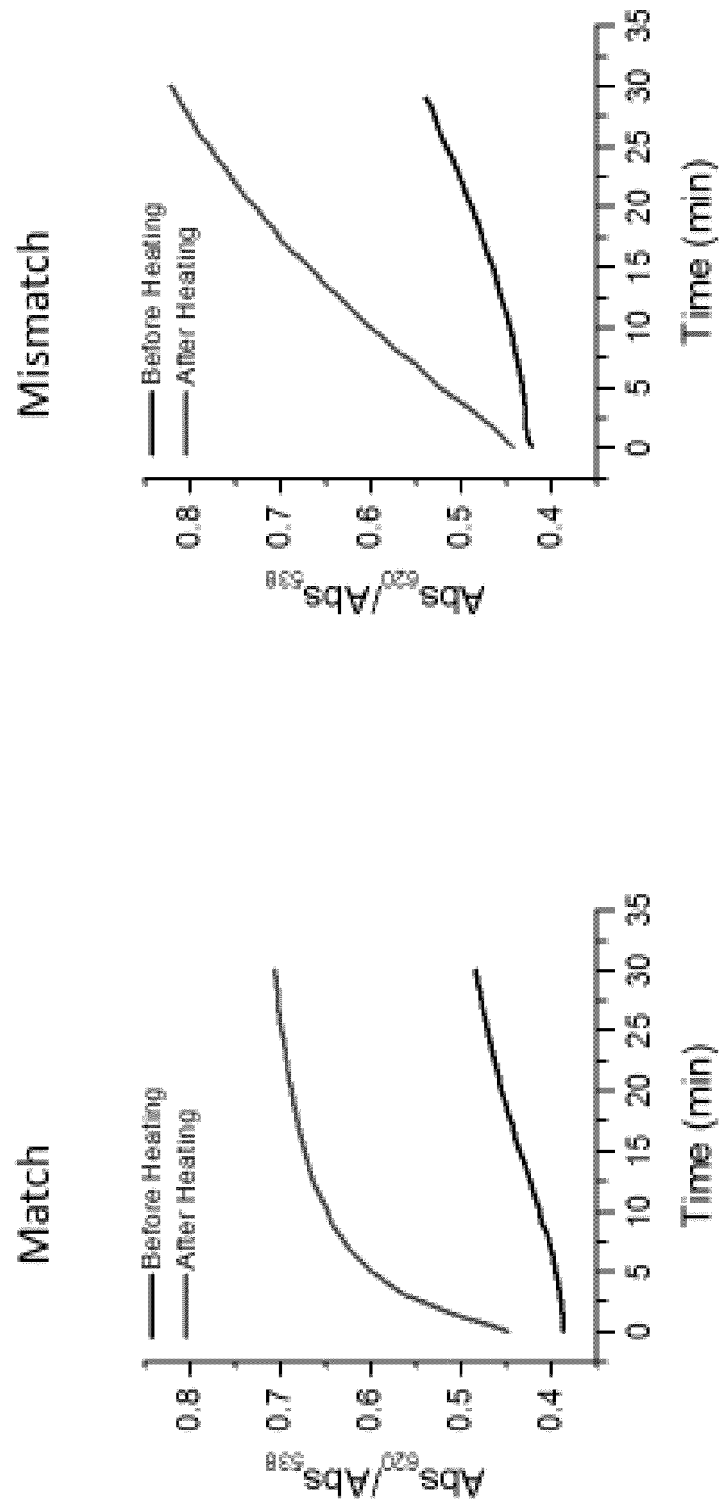 Match
Before Heating
After Heating
Abs620/Abs538
0.8
0.7
0.6
0.5
0.4
0 5 10 15 20 25 30 35
Time (min)
Mismatch
Before Heating
After Heating
Abs620/Abs538
0.8
0.7
0.6
0.5
0.4
0 5 10 15 20 25 30 35
Time (min)